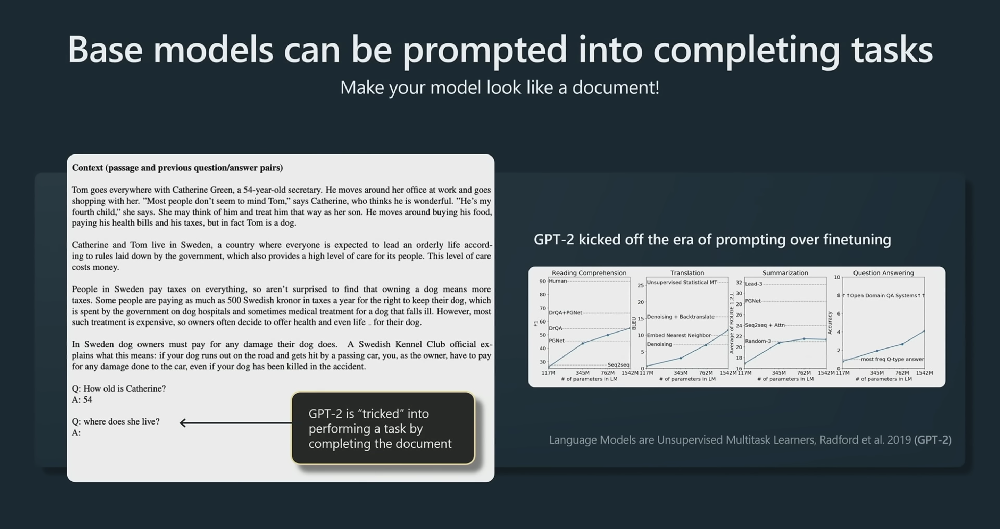 Base models can be prompted into completing tasks
Make your model look like a document!
Context (passage and previous question/answer pairs)
Tom goes everywhere with Catherine Green, a 54-year-old secretary. He moves around her office at work and goes
shopping with her. ”Most people don’t seem to mind Tom,” says Catherine, who thinks he is wonderful. ”He’s my
fourth child,” she says. She may think of him and treat him that way as her son. He moves around buying his food,
paying his health bills and his taxes, but in fact Tom is a dog.
Catherine and Tom live in Sweden, a country where everyone is expected to lead an orderly life accord-
ing to rules laid down by the government, which also provides a high level of care for its people. This level of care
costs money.
People in Sweden pay taxes on everything, so aren’t surprised to find that owning a dog means more
taxes. Some people are paying as much as 500 Swedish kronor in taxes a year for the right to keep their dog, which
is spent by the government on dog hospitals and sometimes medical treatment for a dog that falls ill. However, most
such treatment is expensive, so owners often decide to offer health and even life _ for their dog.
In Sweden dog owners must pay for any damage their dog does. A Swedish Kennel Club official ex-
plains what this means: if your dog runs out on the road and gets hit by a passing car, you, as the owner, have to pay
for any damage done to the car, even if your dog has been killed in the accident.
Q: How old is Catherine?
A: 54
Q: where does she live?
A:
GPT-2 is “tricked” into
performing a task by
completing the document
GPT-2 kicked off the era of prompting over finetuning
Reading Comprehension
90
80
70
60
50
40
30
F1
Human
DrQA+PGNet
DrQA
PGNet
Seq2seq
117M 345M 762M 1542M
# of parameters in LM
Translation
25
20
15
10
5
0
BLEU
Unsupervised Statistical MT
Denoising + Backtranslate
Embed Nearest Neighbor
Denoising
117M 345M 762M 1542M
# of parameters in LM
Summarization
32
30
28
26
24
22
20
18
16
Average of ROUGE 1,2,L
Lead-3
PGNet
Seq2seq + Attn
Random-3
117M 345M 762M 1542M
# of parameters in LM
Question Answering
10
8
6
4
2
0
Accuracy
↑↑Open Domain QA Systems↑↑
most freq Q-type answer
117M 345M 762M 1542M
# of parameters in LM
Language Models are Unsupervised Multitask Learners, Radford et al. 2019 (GPT-2)